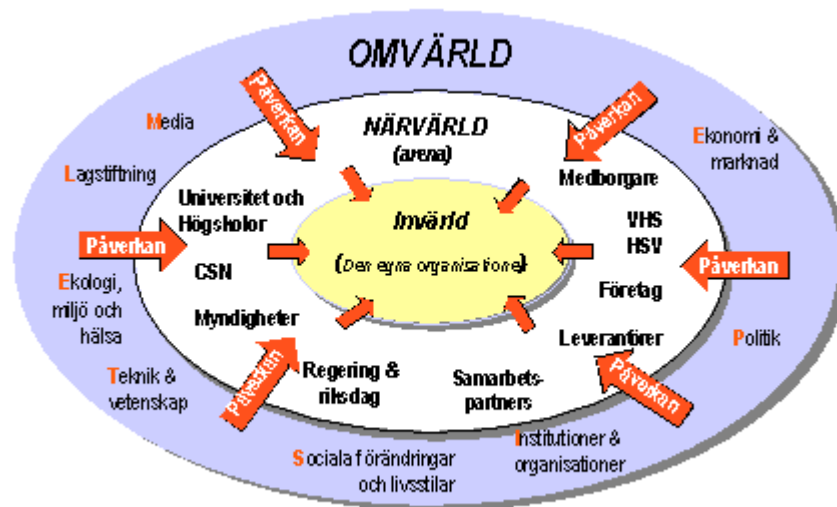 OMVÄRLD
Påverkan
Påverkan
Media
NÄRVÄRLD
(arena)
Ekonomi &
marknad
Lagstiftning
Medborgare
Universitet och
Högskolor
Invärld
VHS
HSV
Påverkan
(Den egna organisationen)
Påverkan
CSN
Ekologi,
miljö och
hälsa
Företag
Myndigheter
Leverantörer
Politik
Teknik &
vetenskap
Påverkan
Regering &
riksdag
Samarbets-
partners
Påverkan
Institutioner &
organisationer
Sociala förändringar
och livsstilar